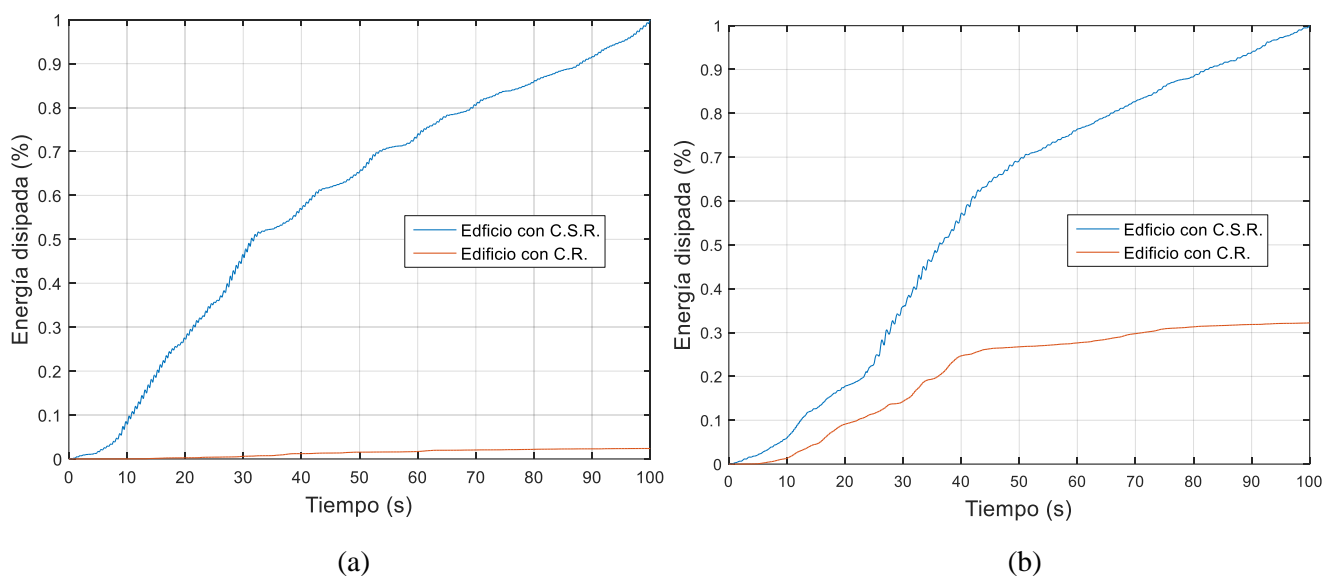 1
0.9
0.8
0.7
0.6
0.5
0.4
0.3
0.2
0.1
0
Energía disipada (%)
Edficio con C.S.R.
Edificio con C.R.
0 10 20 30 40 50 60 70 80 90 100
Tiempo (s)
(a)
1
0.9
0.8
0.7
0.6
0.5
0.4
0.3
0.2
0.1
0
Energía disipada (%)
Edficio con C.S.R.
Edificio con C.R.
0 10 20 30 40 50 60 70 80 90 100
Tiempo (s)
(b)